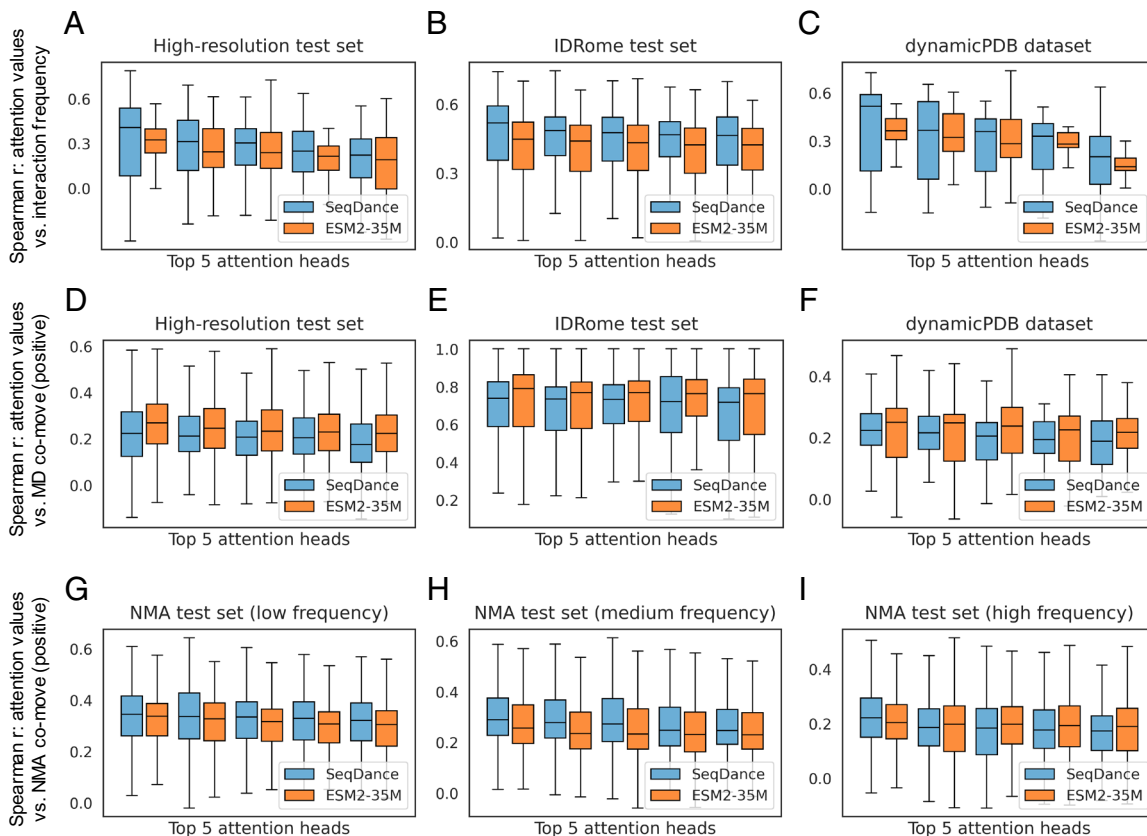 A
B
C
High-resolution test set
IDRome test set
dynamicPDB dataset
Spearman r: attention values
vs. interaction frequency
0.6
0.3
0.0
SeqDance
ESM2-35M
Top 5 attention heads
0.6
0.3
0.0
SeqDance
ESM2-35M
Top 5 attention heads
0.6
0.3
0.0
SeqDance
ESM2-35M
Top 5 attention heads
D
E
F
High-resolution test set
IDRome test set
dynamicPDB dataset
Spearman r: attention values
vs. MD co-move (positive)
0.6
0.4
0.2
0.0
SeqDance
ESM2-35M
Top 5 attention heads
1.0
0.8
0.6
0.4
0.2
SeqDance
ESM2-35M
Top 5 attention heads
0.4
0.2
0.0
SeqDance
ESM2-35M
Top 5 attention heads
G
H
I
NMA test set (low frequency)
NMA test set (medium frequency)
NMA test set (high frequency)
Spearman r: attention values
vs. NMA co-move (positive)
0.6
0.4
0.2
0.0
SeqDance
ESM2-35M
Top 5 attention heads
0.6
0.4
0.2
0.0
SeqDance
ESM2-35M
Top 5 attention heads
0.4
0.2
0.0
SeqDance
ESM2-35M
Top 5 attention heads